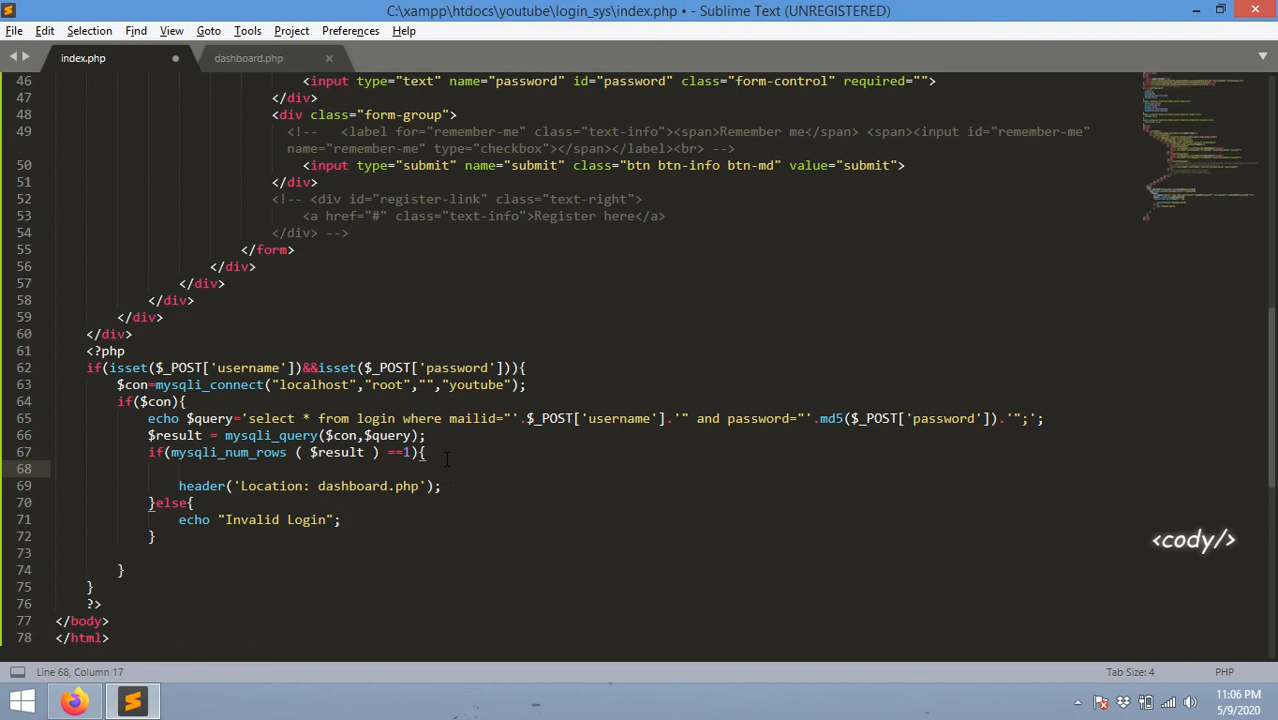 C:\xampp\htdocs\youtube\login_sys\index.php • - Sublime Text (UNREGISTERED)
File Edit Selection Find View Goto Tools Project Preferences Help
index.php dashboard.php
46 <input type="text" name="password" id="password" class="form-control" required="">
47 </div>
48 <div class="form-group">
49 <!-- <label for="remember-me" class="text-info"><span>Remember me</span> <span><input id="remember-me"
name="remember-me" type="checkbox"></span></label><br> -->
50 <input type="submit" name="submit" class="btn btn-info btn-md" value="submit">
51 </div>
52 <!-- <div id="register-link" class="text-right">
53 <a href="#" class="text-info">Register here</a>
54 </div> -->
55 </form>
56 </div>
57 </div>
58 </div>
59 </div>
60 </div>
61 <?php
62 if(isset($_POST['username'])&&isset($_POST['password'])){
63 $con=mysqli_connect("localhost","root","","youtube");
64 if($con){
65 echo $query='select * from login where mailid="'.$_POST['username'].'" and password="'.md5($_POST['password']).'";';
66 $result = mysqli_query($con,$query);
67 if(mysqli_num_rows ( $result ) ==1){
68
69 header('Location: dashboard.php');
70 }else{
71 echo "Invalid Login";
72 }
73
74 }
75 }
76 ?>
77 </body>
78 </html>
<cody/>
Line 68, Column 17 Tab Size: 4 PHP
11:06 PM
5/9/2020